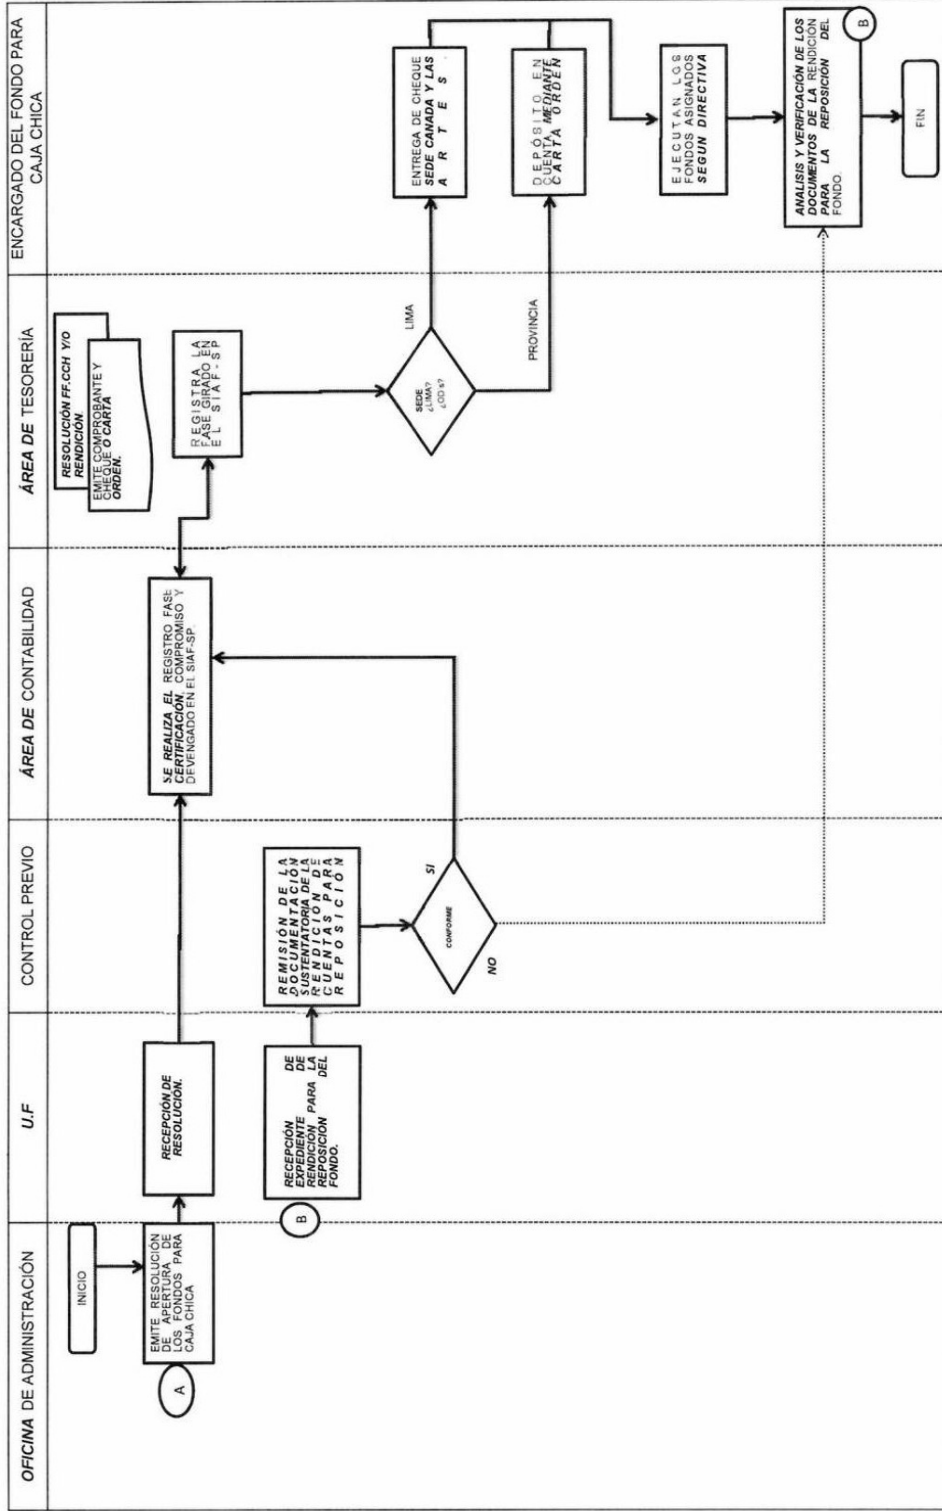 OFICINA DE ADMINISTRACIÓN
U.F
CONTROL PREVIO
ÁREA DE CONTABILIDAD
ÁREA DE TESORERÍA
ENCARGADO DEL FONDO PARA
CAJA CHICA
INICIO
EMITE RESOLUCIÓN
DE APERTURA DE
LOS FONDOS PARA
CAJA CHICA
A
RECEPCIÓN DE
RESOLUCIÓN.
B
RECEPCIÓN DE
EXPEDIENTE DE
RENDICIÓN PARA LA
REPOSICION DEL
FONDO.
REMISIÓN DE LA
DOCUMENTACIÓN
SUSTENTATORIA DE LA
RENDICIÓN DE
CUENTAS PARA
REPOSICIÓN
CONFORME
SI
NO
SE REALIZA EL REGISTRO FASE
CERTIFICACIÓN, COMPROMISO Y
DEVENGADO EN EL SIAF-SP.
RESOLUCIÓN FF.CCH Y/O
RENDICIÓN.
EMITE COMPROBANTE Y
CHEQUE O CARTA
ORDEN.
REGISTRA LA
FASE GIRADO EN
EL SIAF-SP
SEDE
¿LIMA?
¿OD's?
LIMA
PROVINCIA
ENTREGA DE CHEQUE
SEDE CANADA Y LAS
ARTES.
DEPÓSITO EN
CUENTA MEDIANTE
CARTA ORDEN
EJECUTAN LOS
FONDOS ASIGNADOS
SEGUN DIRECTIVA
ANALISIS Y VERIFICACIÓN DE LOS
DOCUMENTOS DE LA RENDICIÓN
PARA LA REPOSICIÓN DEL
FONDO.
B
FIN